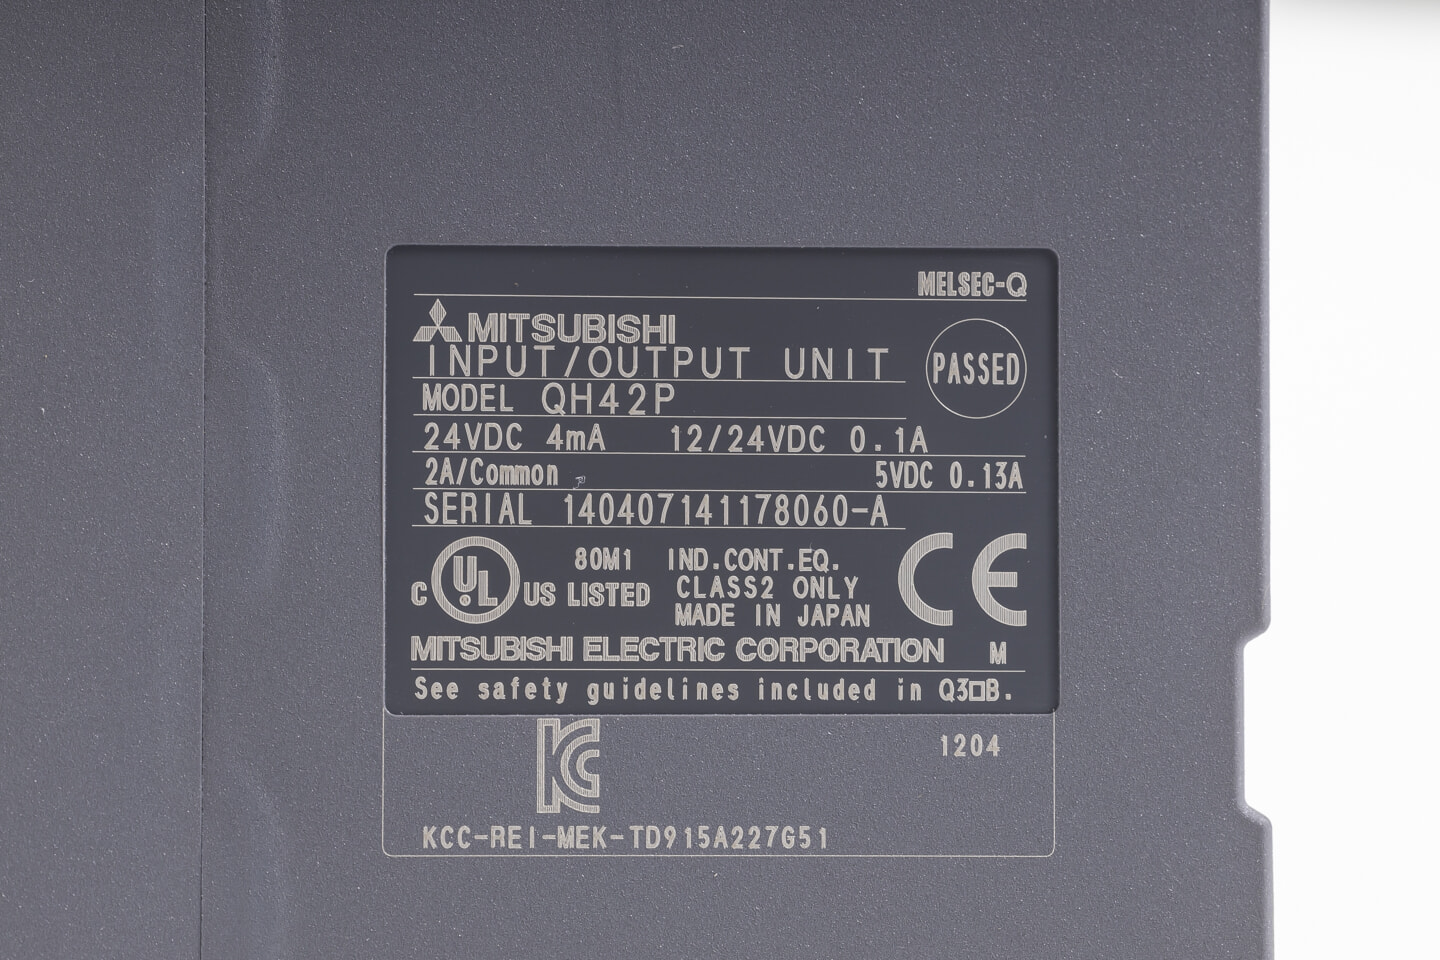 MELSEC-Q
MITSUBISHI
INPUT/OUTPUT UNIT
PASSED
MODEL QH42P
24VDC 4mA 12/24VDC 0.1A
2A/Common 5VDC 0.13A
SERIAL 140407141178060-A
C UL US LISTED
80M1 IND.CONT.EQ.
CLASS2 ONLY
MADE IN JAPAN
CE
MITSUBISHI ELECTRIC CORPORATION M
See safety guidelines included in Q3□B.
KC
1204
KCC-REI-MEK-TD915A227G51